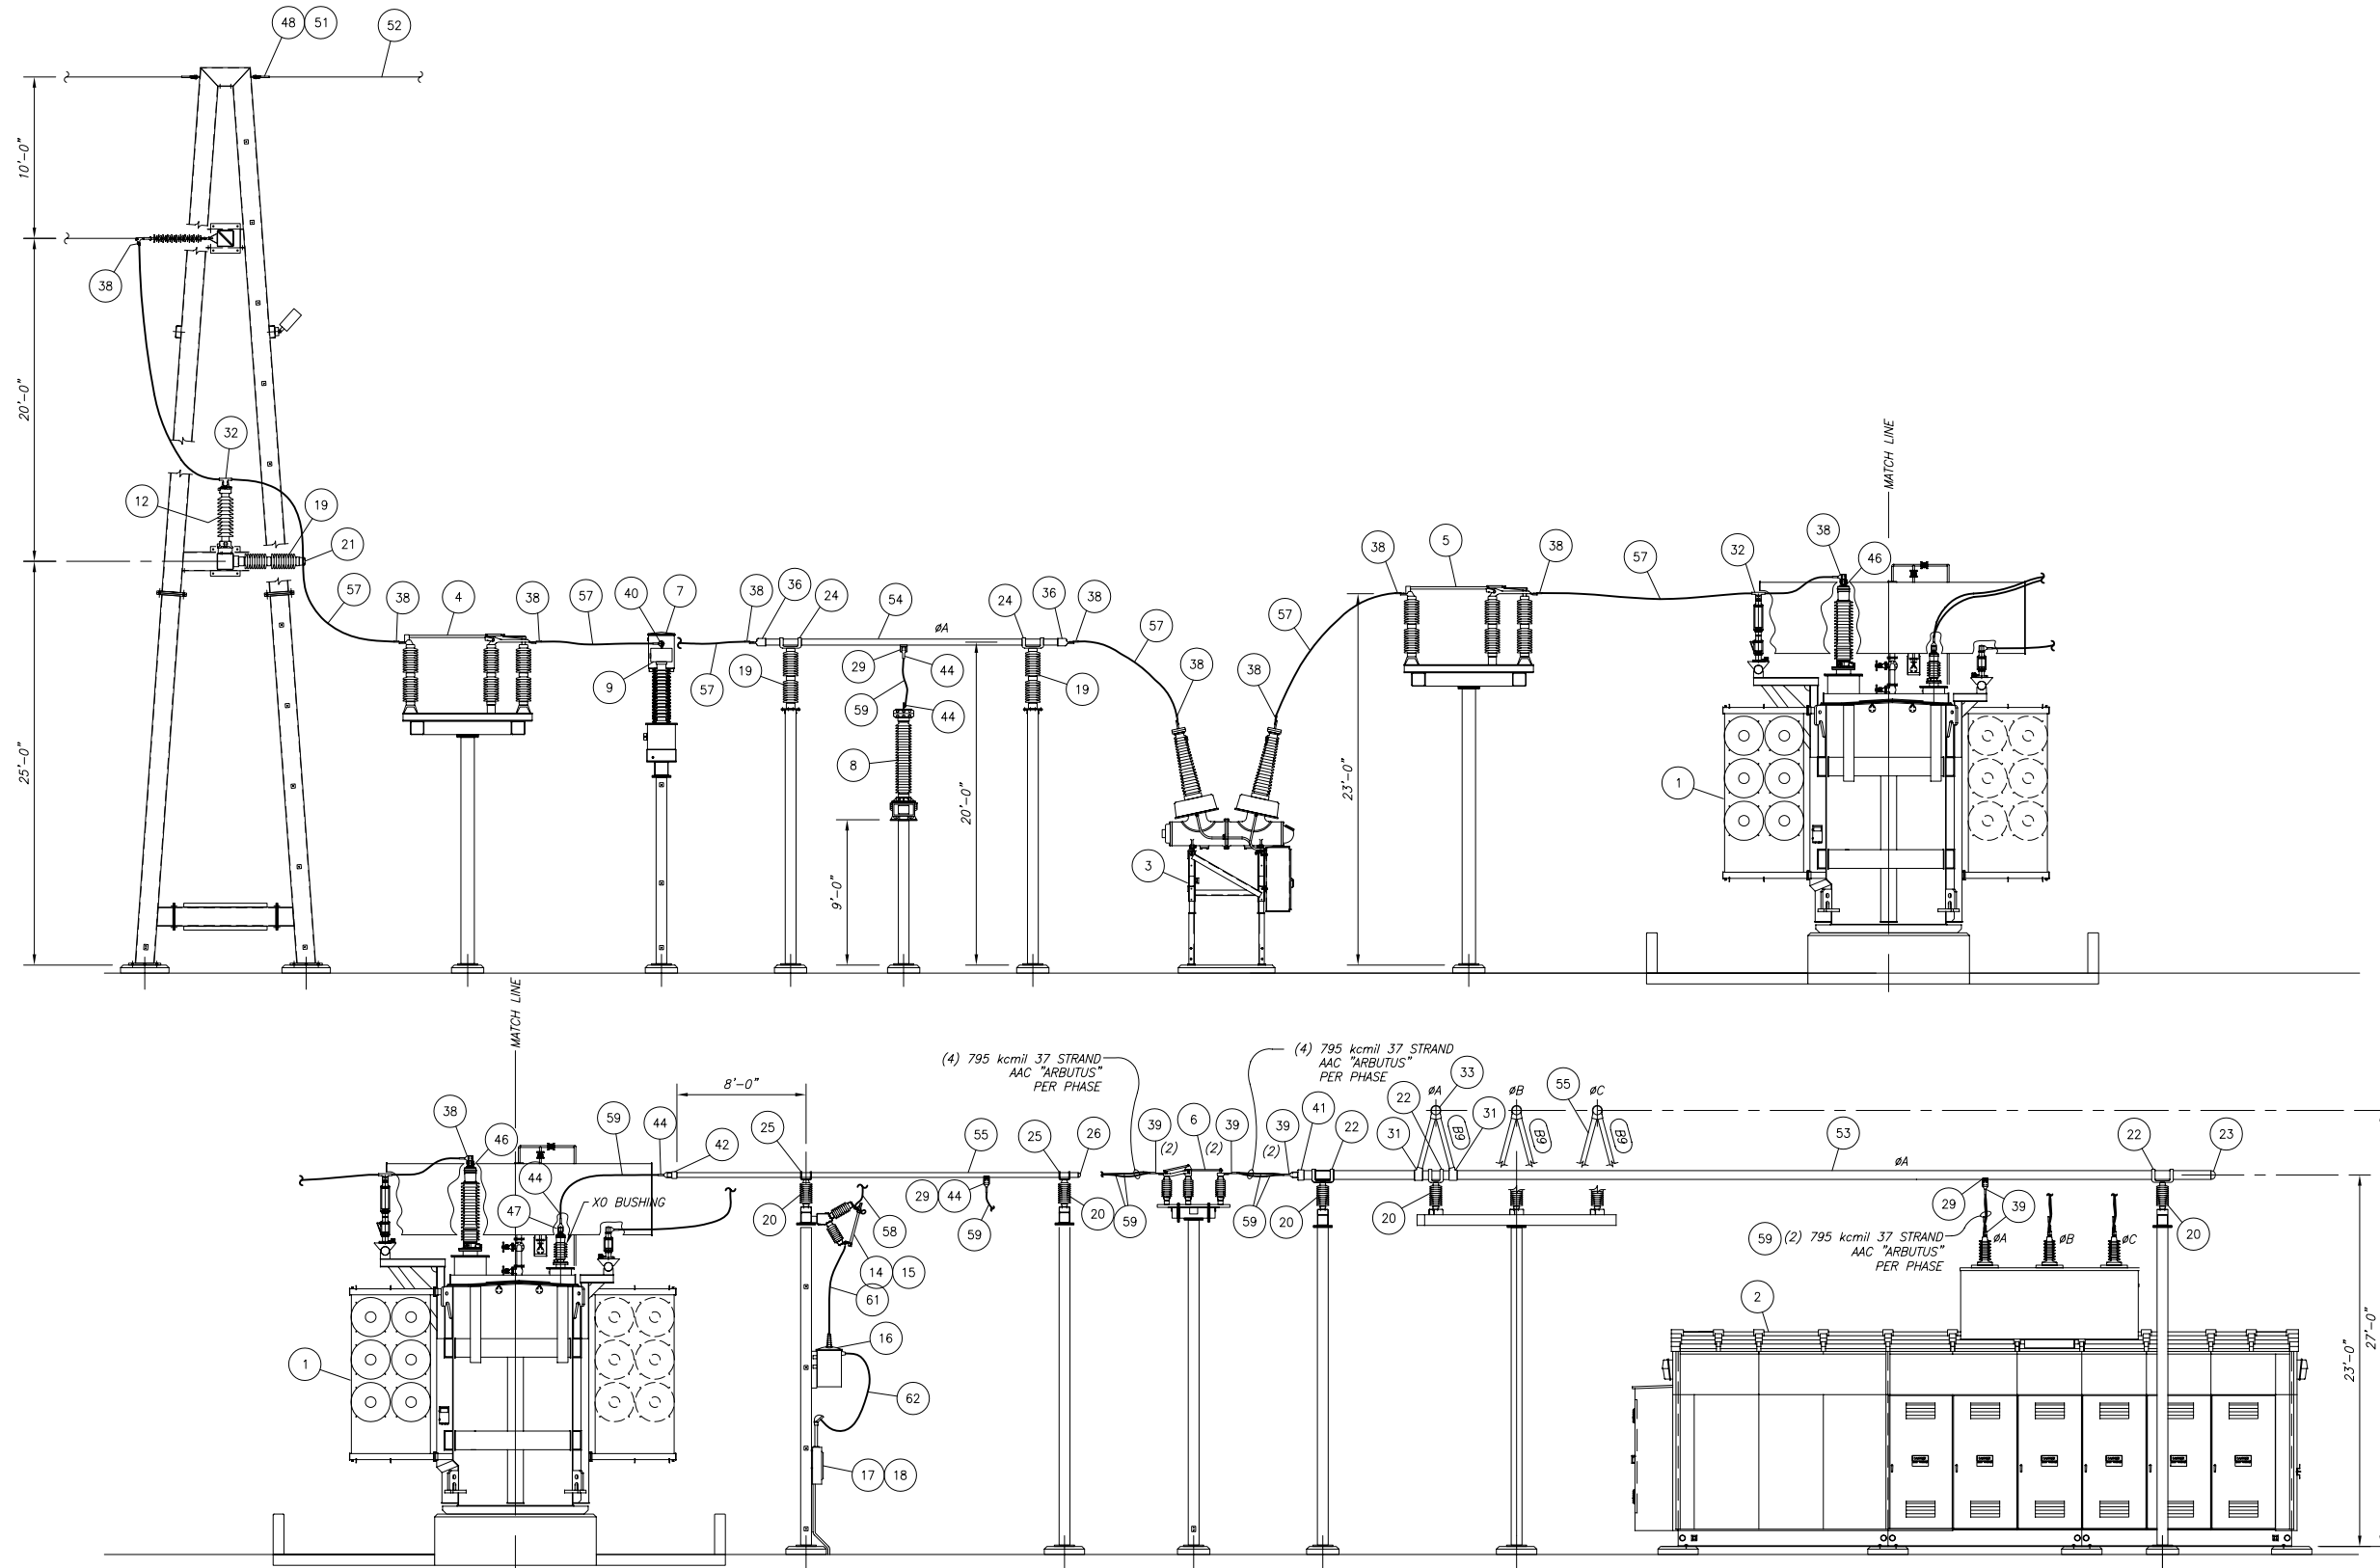 48 51 52
10'-0"
38
20'-0"
MATCH LINE
32
12 19
21 5
38 38 57 32 38 46
57 38 4 38 57 40 7 38 36 24 54 øA 24 36 38 57 57
9 57 19 29 44 19 38 38
59 44
8
25'-0" 9'-0" 20'-0" 23'-0" 1
3
MATCH LINE
(4) 795 kcmil 37 STRAND
AAC "ARBUTUS"
PER PHASE
(4) 795 kcmil 37 STRAND
AAC "ARBUTUS"
PER PHASE
8'-0"
33 55
øA øB øC
38 46 59 44 42 25 55 25 26 39 6 39 39 41 22 22 31 31 53 22 23
(2) (2) (2)
B9 B9 B9
øA
44 47 XO BUSHING
20 58 29 44 59 20 59 59 20 20 29 39 20
59 (2) 795 kcmil 37 STRAND
AAC "ARBUTUS"
PER PHASE
øA øB øC
14 15
61
2
16
1
62
17 18
23'-0" 27'-0"